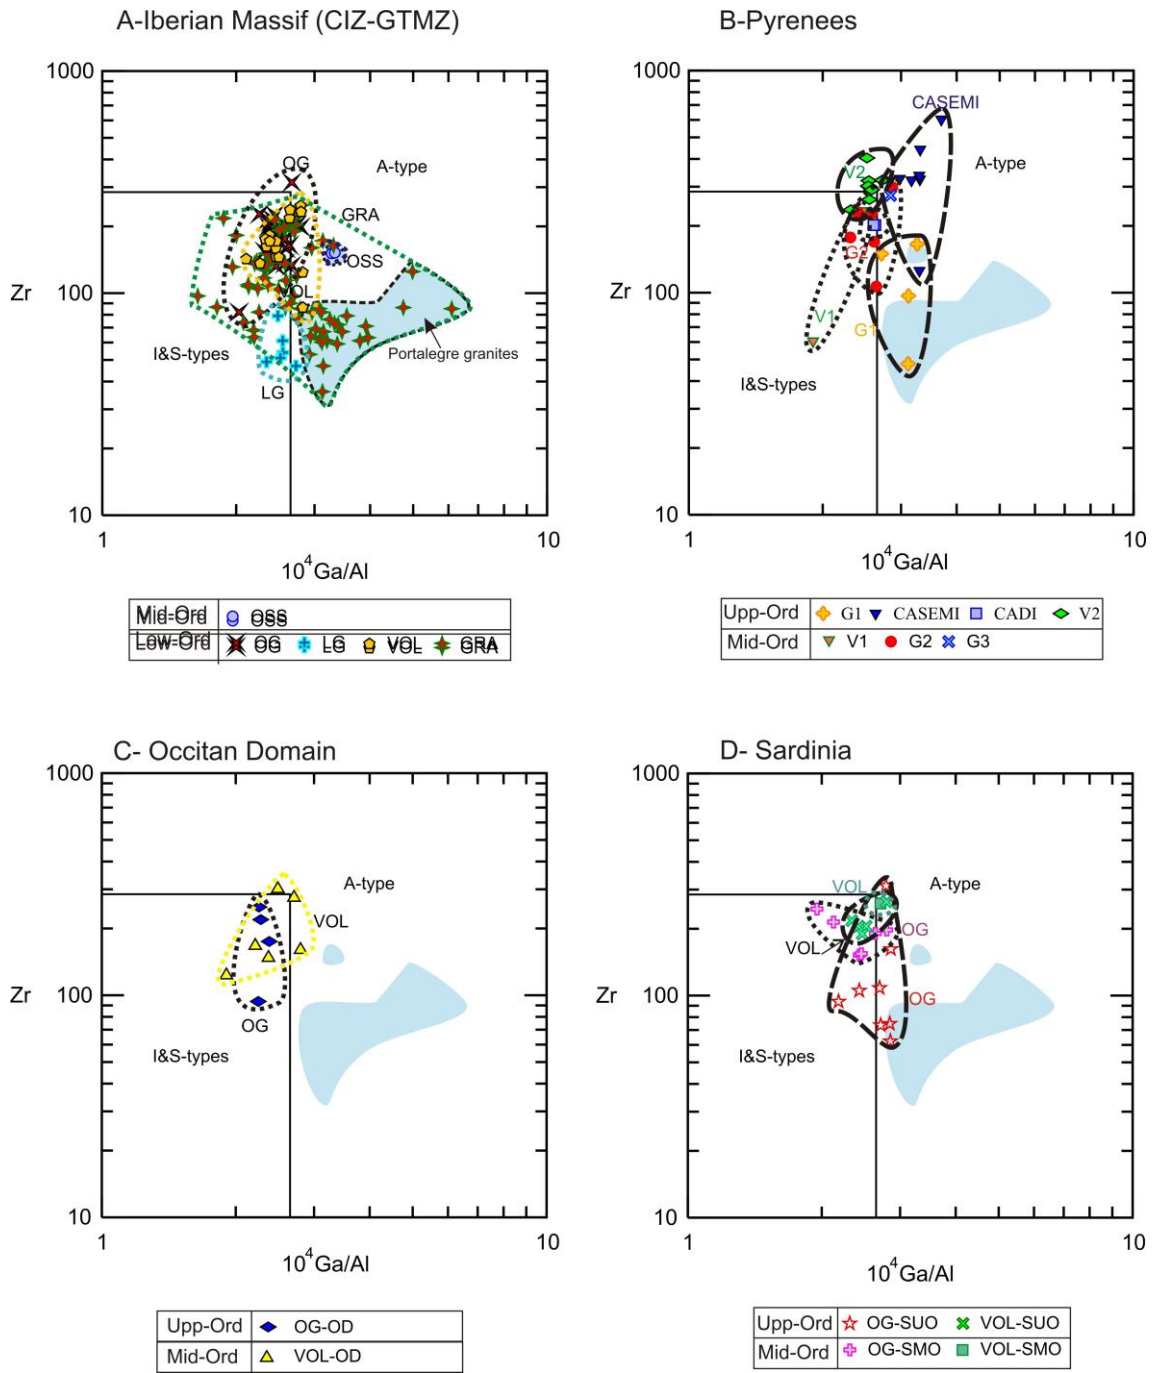 A-Iberian Massif (CIZ-GTMZ)
1000
OG
A-type
GRA
OSS
Zr
100
VOL
Portalegre granites
I&S-types
LG
10
1
10
10⁴Ga/Al
Mid-Ord OSS
Low-Ord OG LG VOL GRA
B-Pyrenees
1000
CASEMI
A-type
V2
G2
Zr
100
V1
G1
I&S-types
10
1
10
10⁴Ga/Al
Upp-Ord G1 CASEMI CADI V2
Mid-Ord V1 G2 G3
C- Occitan Domain
1000
A-type
VOL
Zr
100
OG
I&S-types
10
1
10
10⁴Ga/Al
Upp-Ord OG-OD
Mid-Ord VOL-OD
D- Sardinia
1000
VOL
A-type
OG
VOL
Zr
100
OG
I&S-types
10
1
10
10⁴Ga/Al
Upp-Ord OG-SUO VOL-SUO
Mid-Ord OG-SMO VOL-SMO